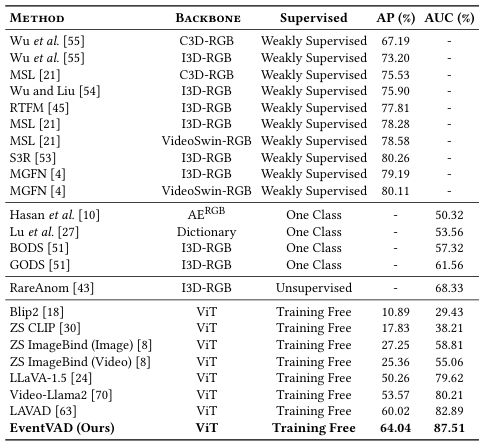 METHOD BACKBONE Supervised AP (%) AUC (%)
Wu et al. [55] C3D-RGB Weakly Supervised 67.19 -
Wu et al. [55] I3D-RGB Weakly Supervised 73.20 -
MSL [21] C3D-RGB Weakly Supervised 75.53 -
Wu and Liu [54] I3D-RGB Weakly Supervised 75.90 -
RTFM [45] I3D-RGB Weakly Supervised 77.81 -
MSL [21] I3D-RGB Weakly Supervised 78.28 -
MSL [21] VideoSwin-RGB Weakly Supervised 78.58 -
S3R [53] I3D-RGB Weakly Supervised 80.26 -
MGFN [4] I3D-RGB Weakly Supervised 79.19 -
MGFN [4] VideoSwin-RGB Weakly Supervised 80.11 -
Hasan et al. [10] AE^RGB One Class - 50.32
Lu et al. [27] Dictionary One Class - 53.56
BODS [51] I3D-RGB One Class - 57.32
GODS [51] I3D-RGB One Class - 61.56
RareAnom [43] I3D-RGB Unsupervised - 68.33
Blip2 [18] ViT Training Free 10.89 29.43
ZS CLIP [30] ViT Training Free 17.83 38.21
ZS ImageBind (Image) [8] ViT Training Free 27.25 58.81
ZS ImageBind (Video) [8] ViT Training Free 25.36 55.06
LLaVA-1.5 [24] ViT Training Free 50.26 79.62
Video-Llama2 [70] ViT Training Free 53.57 80.21
LAVAD [63] ViT Training Free 60.02 82.89
EventVAD (Ours) ViT Training Free 64.04 87.51